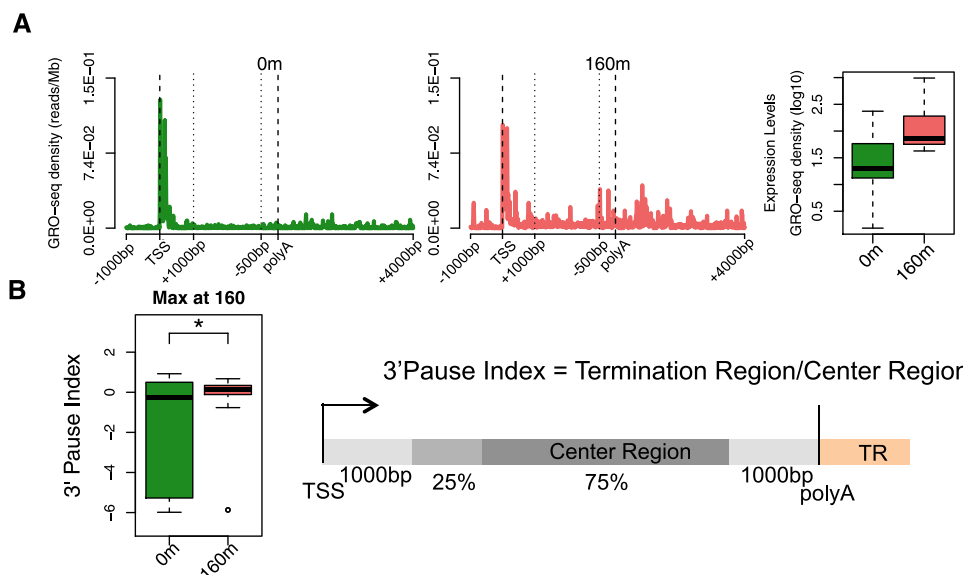 A
GRO−seq density (reads/Mb)
0.0E+00
7.4E−02
1.5E−01
0m
-1000bp
TSS
+1000bp
-500bp
polyA
+4000bp
0.0E+00
7.4E−02
1.5E−01
160m
-1000bp
TSS
+1000bp
-500bp
polyA
+4000bp
Expression Levels
GRO−seq density (log10)
0.5
1.5
2.5
0m
160m
B
Max at 160
3' Pause Index
2
0
−2
−4
−6
*
0m
160m
3'Pause Index = Termination Region/Center Region
Center Region
TR
TSS
1000bp
25%
75%
1000bp
polyA